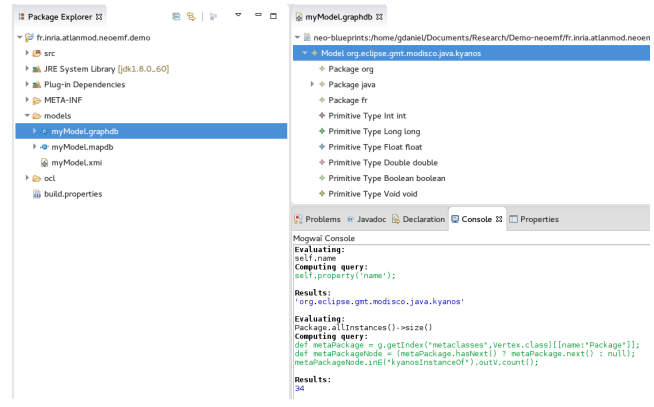 Package Explorer
fr.inria.atlanmod.neoemf.demo
src
JRE System Library [jdk1.8.0_60]
Plug-in Dependencies
META-INF
models
myModel.graphdb
myModel.mapdb
myModel.xmi
ocl
build.properties
myModel.graphdb
neo-blueprints:/home/gdaniel/Documents/Research/Demo-neoemf/fr.inria.atlanmod.neoem
Model org.eclipse.gmt.modisco.java.kyanos
Package org
Package java
Package fr
Primitive Type Int int
Primitive Type Long long
Primitive Type Float float
Primitive Type Double double
Primitive Type Boolean boolean
Primitive Type Void void
Problems Javadoc Declaration Console Properties
Mogwaï Console
Evaluating:
self.name
Computing query:
self.property('name');
Results:
'org.eclipse.gmt.modisco.java.kyanos'
Evaluating:
Package.allInstances()->size()
Computing query:
def metaPackage = g.getIndex("metaclasses",Vertex.class)[[name:"Package"]];
def metaPackageNode = (metaPackage.hasNext() ? metaPackage.next() : null);
metaPackageNode.inE("kyanosInstanceOf").outV.count();
Results:
34